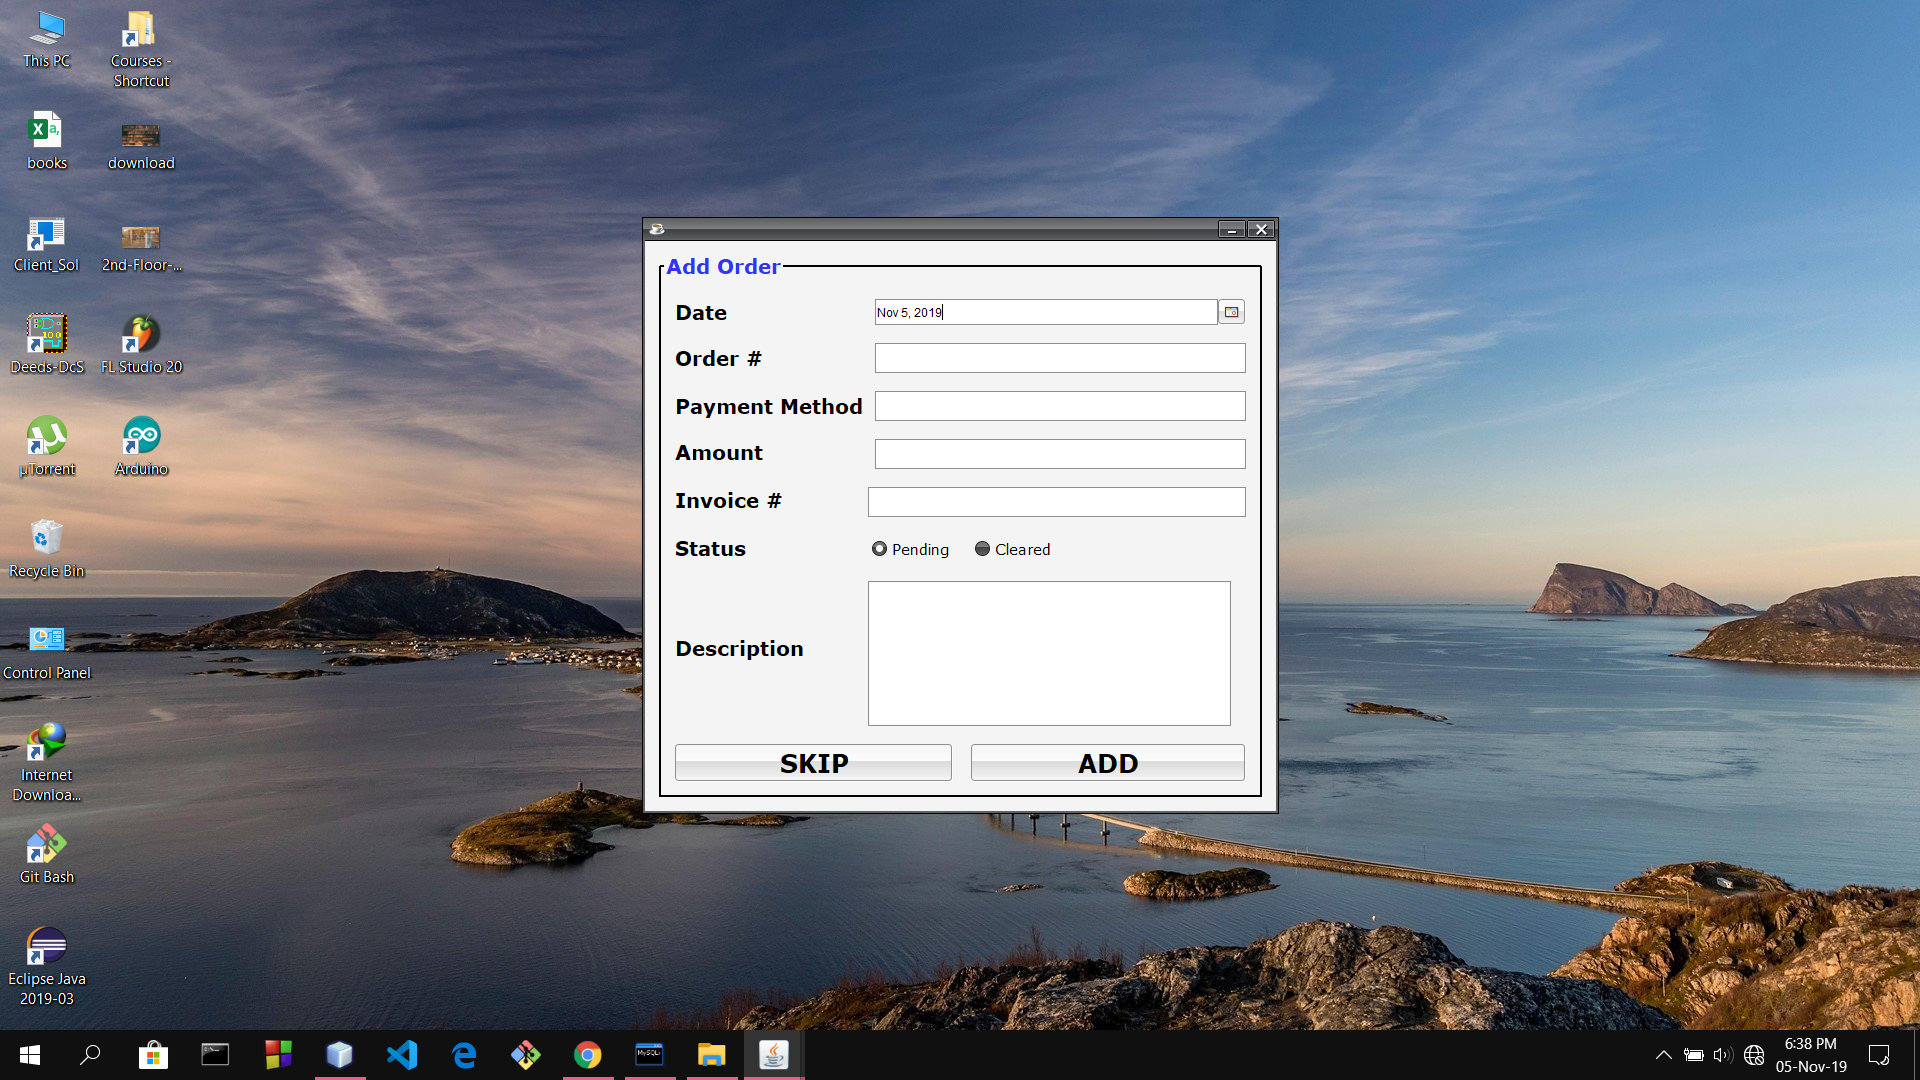 This PC
Courses -
Shortcut
books
download
Client_Sol
2nd-Floor-...
Deeds-DcS
FL Studio 20
µTorrent
Arduino
Recycle Bin
Control Panel
Internet
Downloa...
Git Bash
Eclipse Java
2019-03
Add Order
Date
Nov 5, 2019
Order #
Payment Method
Amount
Invoice #
Status
Pending
Cleared
Description
SKIP
ADD
6:38 PM
05-Nov-19